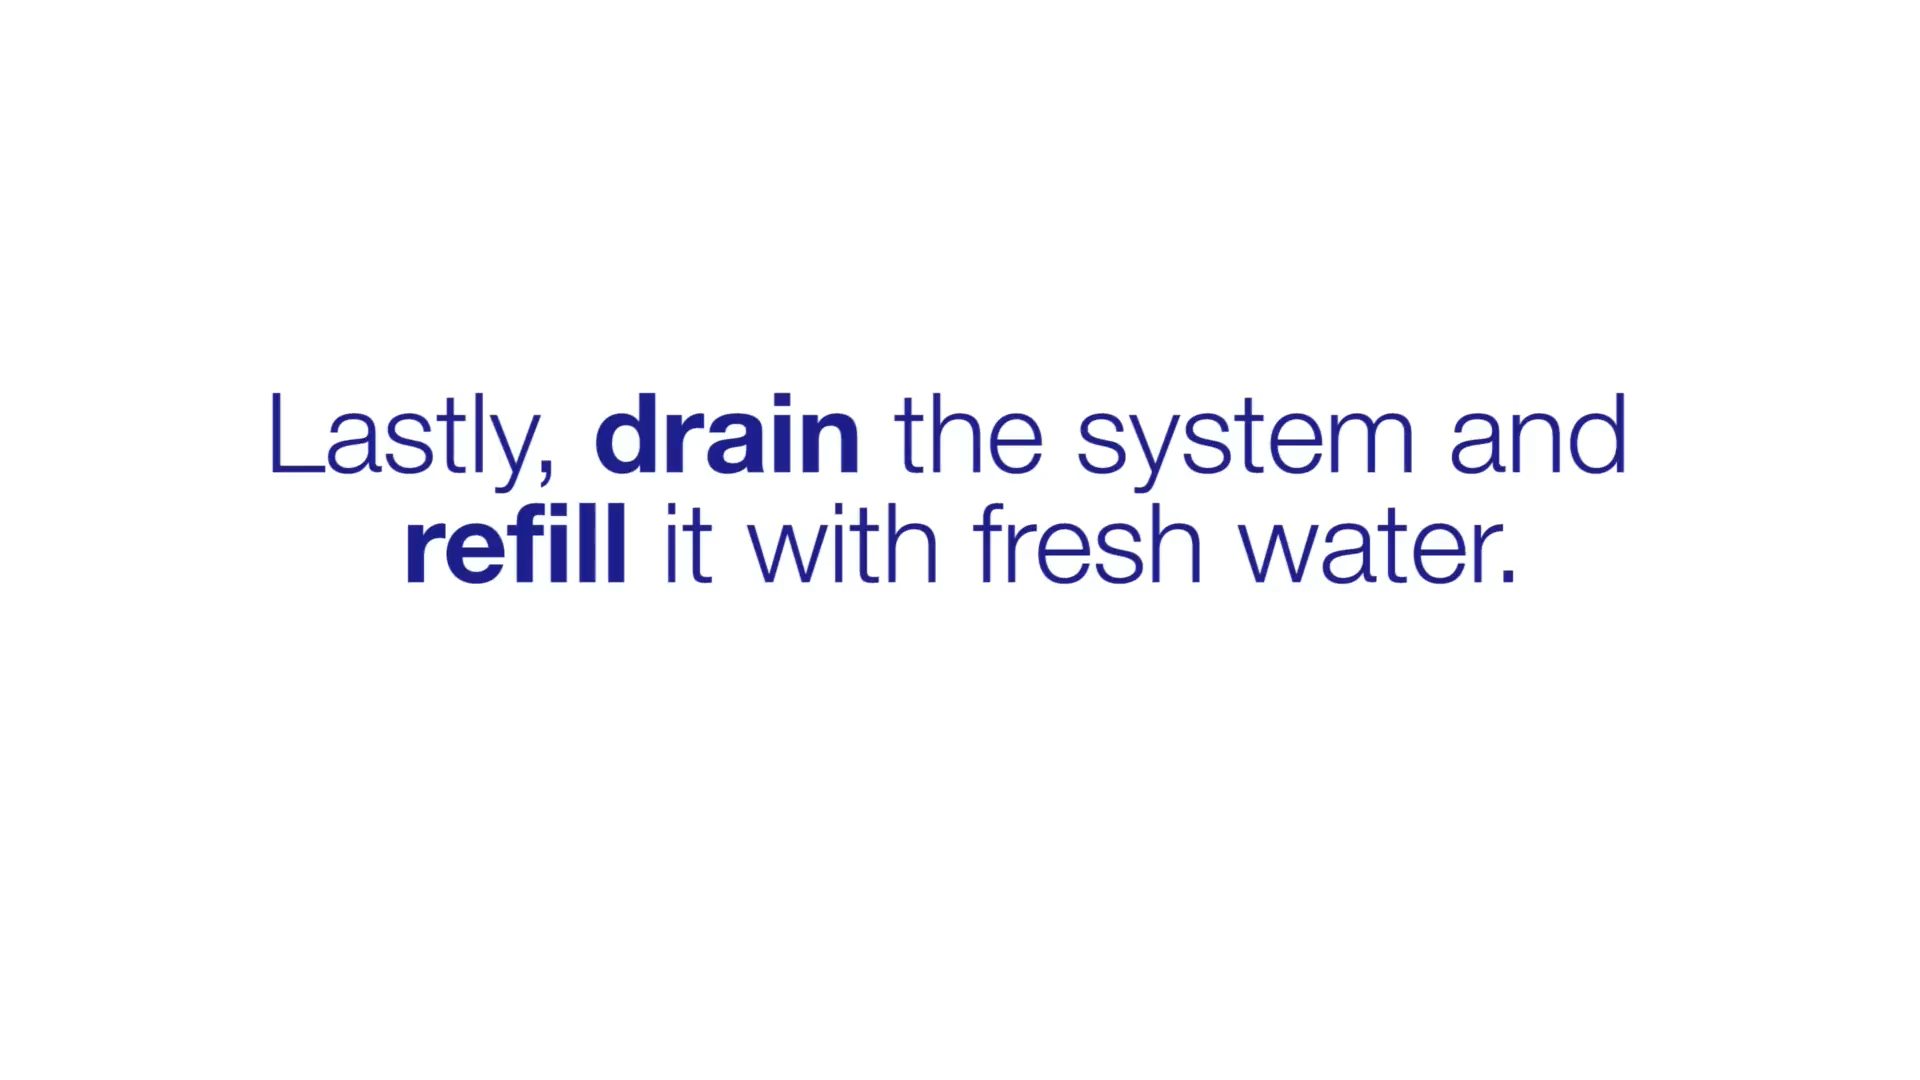 Lastly, drain the system and
refill it with fresh water.